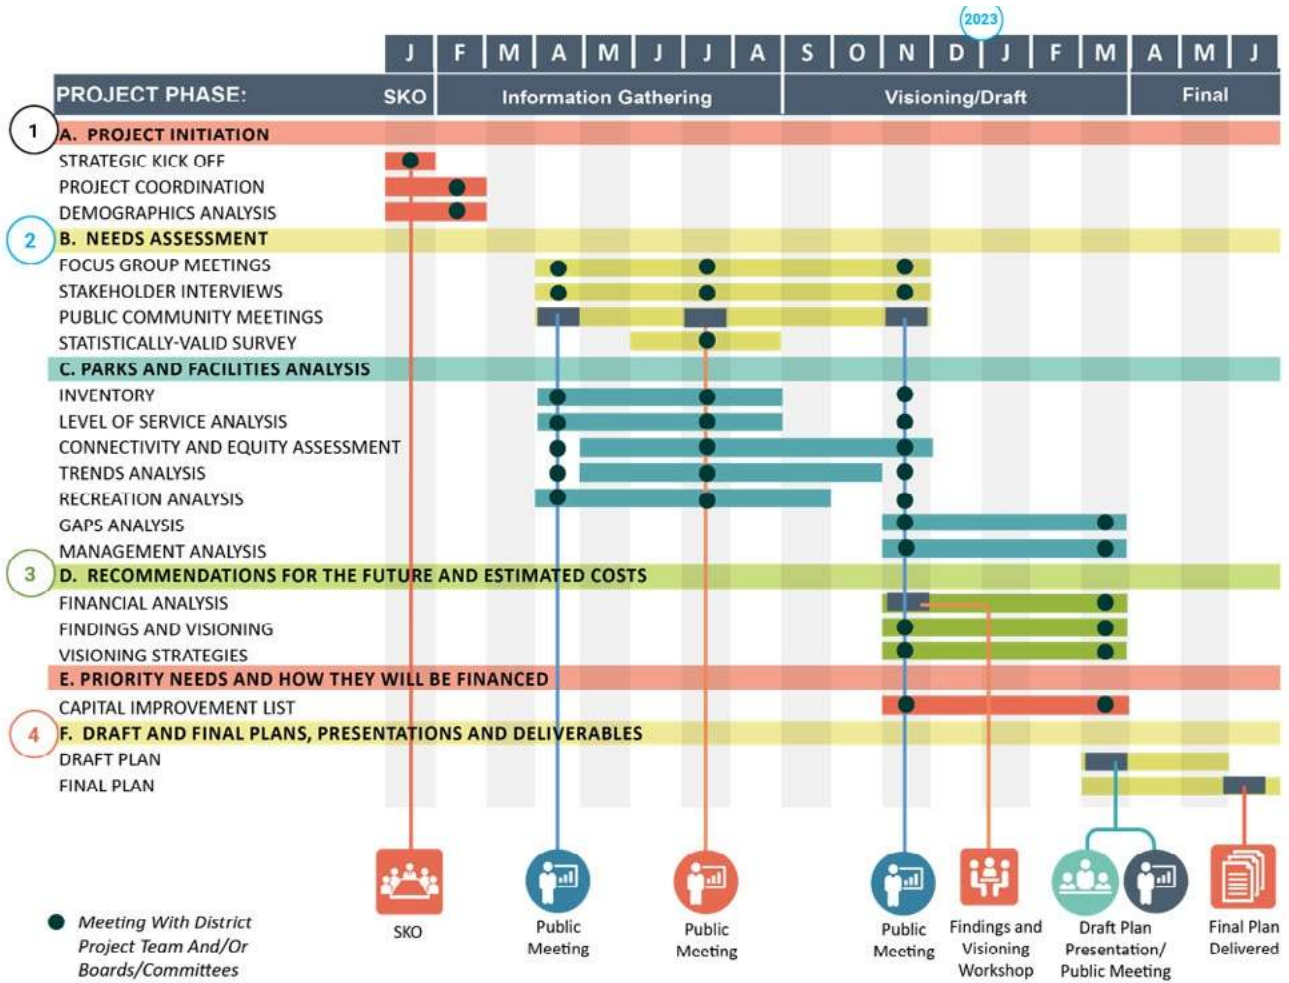 2023
J F M A M J J A S O N D J F M A M J
PROJECT PHASE: SKO Information Gathering Visioning/Draft Final
1 A. PROJECT INITIATION
STRATEGIC KICK OFF
PROJECT COORDINATION
DEMOGRAPHICS ANALYSIS
2 B. NEEDS ASSESSMENT
FOCUS GROUP MEETINGS
STAKEHOLDER INTERVIEWS
PUBLIC COMMUNITY MEETINGS
STATISTICALLY-VALID SURVEY
C. PARKS AND FACILITIES ANALYSIS
INVENTORY
LEVEL OF SERVICE ANALYSIS
CONNECTIVITY AND EQUITY ASSESSMENT
TRENDS ANALYSIS
RECREATION ANALYSIS
GAPS ANALYSIS
MANAGEMENT ANALYSIS
3 D. RECOMMENDATIONS FOR THE FUTURE AND ESTIMATED COSTS
FINANCIAL ANALYSIS
FINDINGS AND VISIONING
VISIONING STRATEGIES
E. PRIORITY NEEDS AND HOW THEY WILL BE FINANCED
CAPITAL IMPROVEMENT LIST
4 F. DRAFT AND FINAL PLANS, PRESENTATIONS AND DELIVERABLES
DRAFT PLAN
FINAL PLAN
Meeting With District
Project Team And/Or
Boards/Committees
SKO
Public
Meeting
Public
Meeting
Public
Meeting
Findings and
Visioning
Workshop
Draft Plan
Presentation/
Public Meeting
Final Plan
Delivered